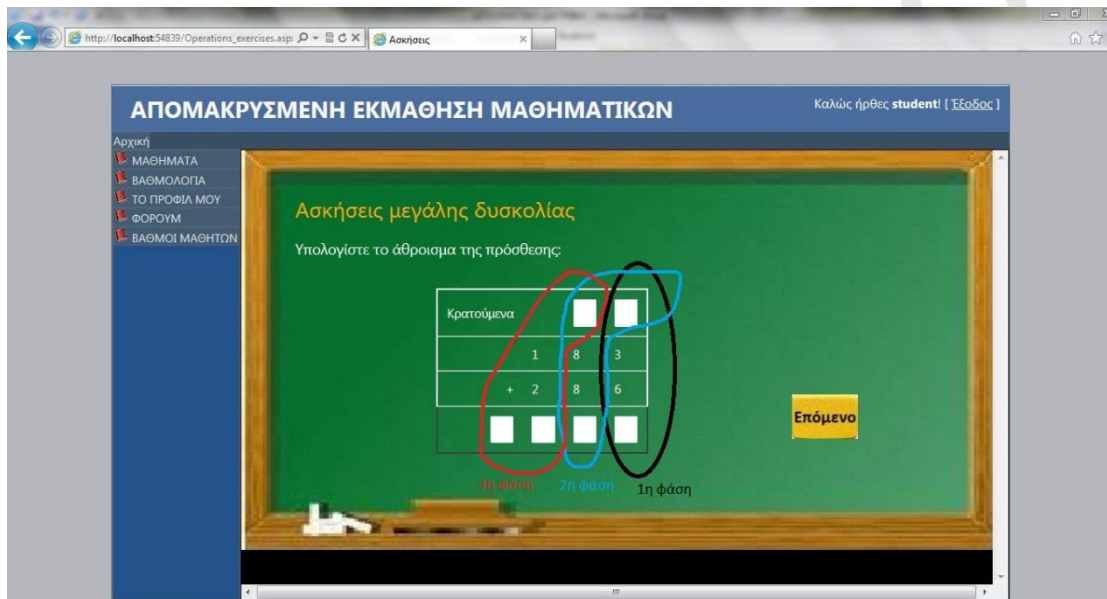 http://localhost:54839/Operations_exercises.asp
Ασκήσεις
ΑΠΟΜΑΚΡΥΣΜΕΝΗ ΕΚΜΑΘΗΣΗ ΜΑΘΗΜΑΤΙΚΩΝ
Καλώς ήρθες student! [ Έξοδος ]
Αρχική
ΜΑΘΗΜΑΤΑ
ΒΑΘΜΟΛΟΓΙΑ
ΤΟ ΠΡΟΦΙΛ ΜΟΥ
ΦΟΡΟΥΜ
ΒΑΘΜΟΙ ΜΑΘΗΤΩΝ
Ασκήσεις μεγάλης δυσκολίας
Υπολογίστε το άθροισμα της πρόσθεσης:
Κρατούμενα
1 8 3
+ 2 8 6
Επόμενο
3η φάση 2η φάση 1η φάση